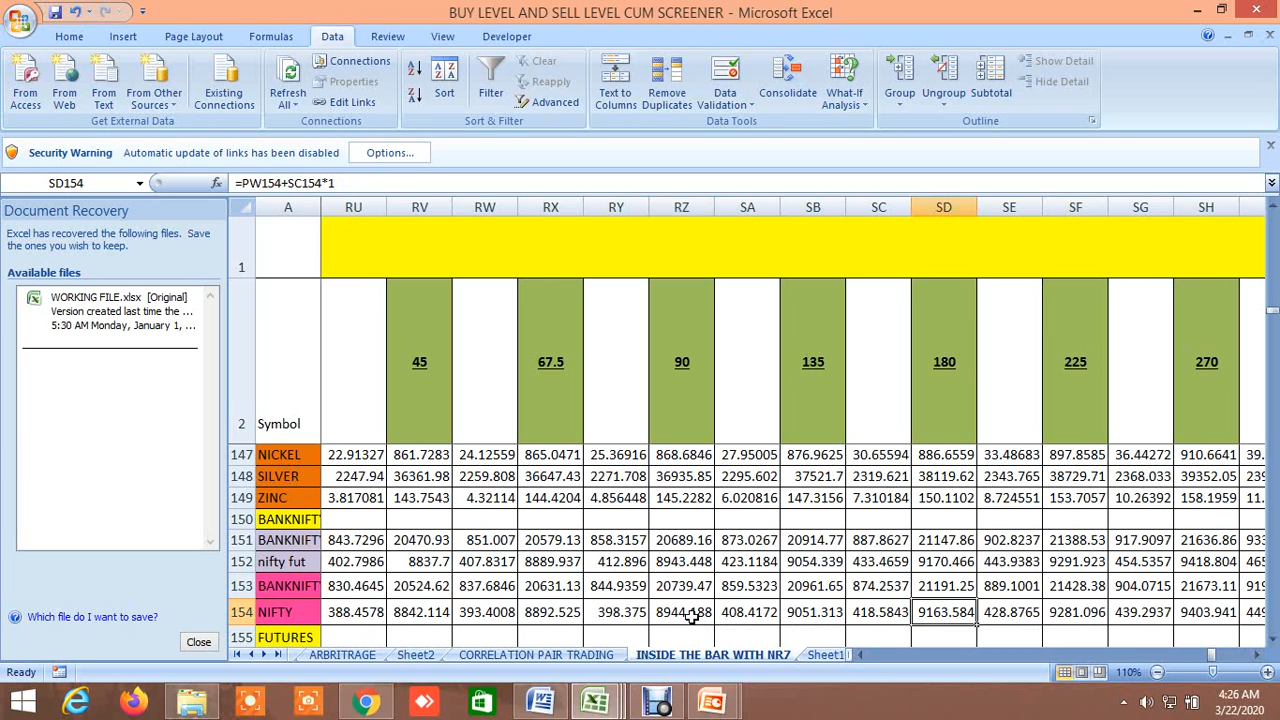 BUY LEVEL AND SELL LEVEL CUM SCREENER - Microsoft Excel
Home Insert Page Layout Formulas Data Review View Developer
From Access
From Web
From Text
From Other Sources
Existing Connections
Get External Data
Refresh All
Connections
Properties
Edit Links
Connections
Sort
Filter
Clear
Reapply
Advanced
Sort & Filter
Text to Columns
Remove Duplicates
Data Validation
Consolidate
What-If Analysis
Data Tools
Group
Ungroup
Subtotal
Show Detail
Hide Detail
Outline
Security Warning Automatic update of links has been disabled Options...
SD154 fx =PW154+SC154*1
Document Recovery
Excel has recovered the following files. Save the ones you wish to keep.
Available files
WORKING FILE.xlsx [Original]
Version created last time the ...
5:30 AM Monday, January 1, ...
Which file do I want to save?
Close
A RU RV RW RX RY RZ SA SB SC SD SE SF SG SH
1
2 Symbol 45 67.5 90 135 180 225 270
147 NICKEL 22.91327 861.7283 24.12559 865.0471 25.36916 868.6846 27.95005 876.9625 30.65594 886.6559 33.48683 897.8585 36.44272 910.6641 39.
148 SILVER 2247.94 36361.98 2259.808 36647.43 2271.708 36935.85 2295.602 37521.7 2319.621 38119.62 2343.765 38729.71 2368.033 39352.05 239
149 ZINC 3.817081 143.7543 4.32114 144.4204 4.856448 145.2282 6.020816 147.3156 7.310184 150.1102 8.724551 153.7057 10.26392 158.1959 11.
150 BANKNIFTY
151 BANKNIFTY 843.7296 20470.93 851.007 20579.13 858.3157 20689.16 873.0267 20914.77 887.8627 21147.86 902.8237 21388.53 917.9097 21636.86 933
152 nifty fut 402.7986 8837.7 407.8317 8889.108 412.896 8943.448 423.1184 9054.533 433.4659 9170.466 443.9383 9291.923 454.5357 9418.804 465
153 BANKNIFTY 830.4645 20524.62 837.6846 20631.13 844.9359 20739.47 859.5323 20961.65 874.2537 21191.25 889.1001 21428.38 904.0715 21673.11 919
154 NIFTY 388.4578 8842.114 393.4008 8892.525 398.375 408.4172 9051.313 418.5843 9163.584 428.8765 9281.096 439.2937 9403.941 449
155 FUTURES
ARBITRAGE Sheet2 CORRELATION PAIR TRADING INSIDE THE BAR WITH NR7 Sheet1
Ready 110%
4:26 AM
3/22/2020